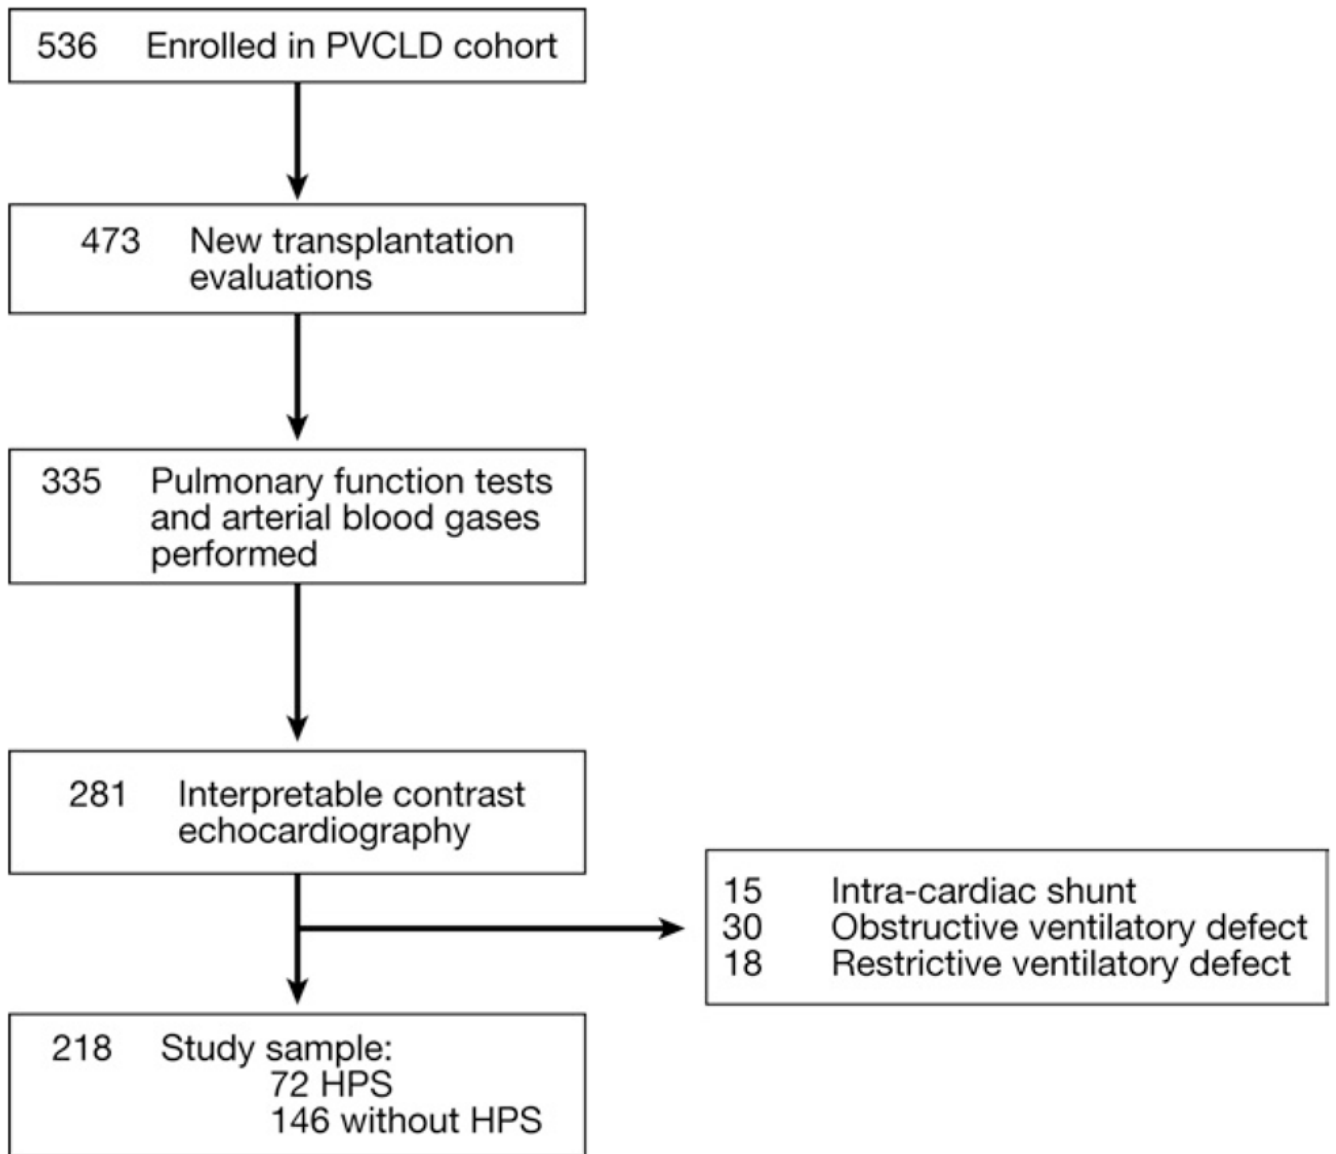 536 Enrolled in PVCLD cohort
473 New transplantation
evaluations
335 Pulmonary function tests
and arterial blood gases
performed
281 Interpretable contrast
echocardiography
15 Intra-cardiac shunt
30 Obstructive ventilatory defect
18 Restrictive ventilatory defect
218 Study sample:
72 HPS
146 without HPS